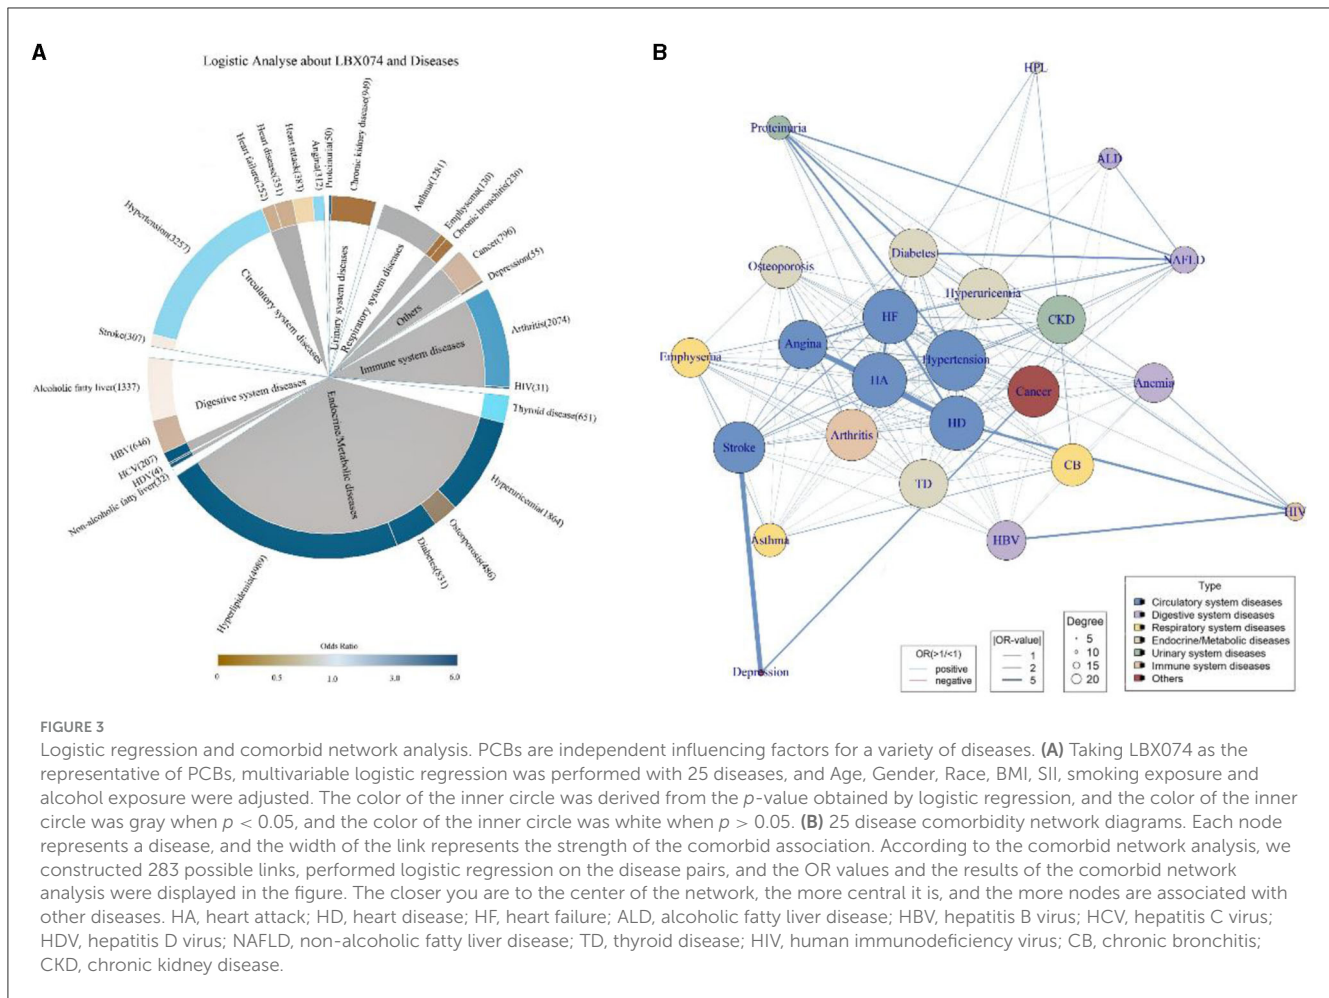 A
Logistic Analyse about LBX074 and Diseases
Stroke(307)
Hypertension(3257)
Heart failure(252)
Heart disease(351)
Heart attack(383)
Angina(312)
Proteinuria(50)
Chronic kidney disease(949)
Asthma(1281)
Emphysema(130)
Chronic bronchitis(230)
Cancer(796)
Depression(55)
Arthritis(2074)
HIV(31)
Thyroid disease(651)
Hyperuricemia(1864)
Osteoporosis(486)
Diabetes(831)
Hyperlipidemia(4989)
Non-alcoholic fatty liver(32)
HDV(4)
HCV(207)
HBV(646)
Alcoholic fatty liver(1337)
Circulatory system diseases
Urinary system diseases
Respiratory system diseases
Others
Immune system diseases
Endocrine/Metabolic diseases
Digestive system diseases
Odds Ratio
0 0.5 1.0 3.0 6.0
B
HPL
Proteinuria
ALD
Osteoporosis
Diabetes
NAFLD
Hyperuricemia
HF
CKD
Angina
Hypertension
Emphysema
HA
Cancer
Anemia
Stroke
Arthritis
HD
CB
TD
HIV
Asthma
HBV
Depression
OR(>1/<1)
positive
negative
|OR-value|
1
2
5
Degree
5
10
15
20
Type
Circulatory system diseases
Digestive system diseases
Respiratory system diseases
Endocrine/Metabolic diseases
Urinary system diseases
Immune system diseases
Others
FIGURE 3
Logistic regression and comorbid network analysis. PCBs are independent influencing factors for a variety of diseases. (A) Taking LBX074 as the
representative of PCBs, multivariable logistic regression was performed with 25 diseases, and Age, Gender, Race, BMI, SII, smoking exposure and
alcohol exposure were adjusted. The color of the inner circle was derived from the p-value obtained by logistic regression, and the color of the inner
circle was gray when p < 0.05, and the color of the inner circle was white when p > 0.05. (B) 25 disease comorbidity network diagrams. Each node
represents a disease, and the width of the link represents the strength of the comorbid association. According to the comorbid network analysis, we
constructed 283 possible links, performed logistic regression on the disease pairs, and the OR values and the results of the comorbid network
analysis were displayed in the figure. The closer you are to the center of the network, the more central it is, and the more nodes are associated with
other diseases. HA, heart attack; HD, heart disease; HF, heart failure; ALD, alcoholic fatty liver disease; HBV, hepatitis B virus; HCV, hepatitis C virus;
HDV, hepatitis D virus; NAFLD, non-alcoholic fatty liver disease; TD, thyroid disease; HIV, human immunodeficiency virus; CB, chronic bronchitis;
CKD, chronic kidney disease.